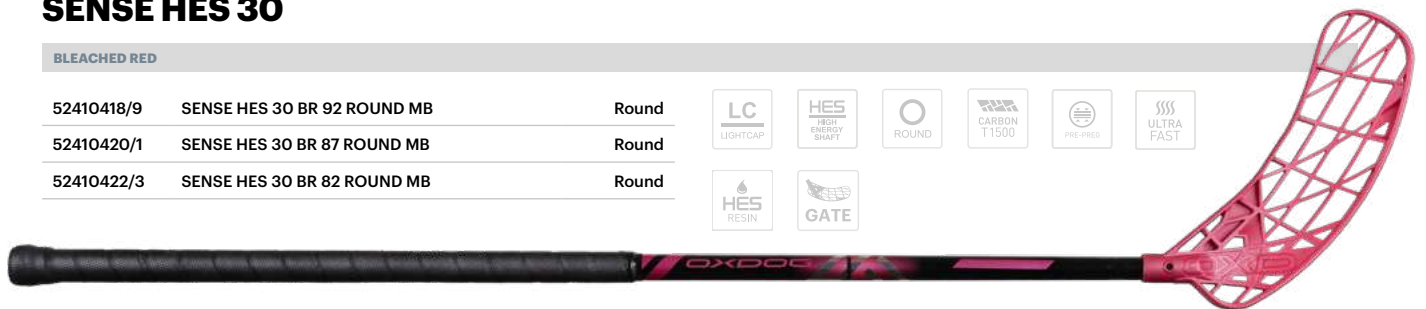 SENSE HES 30
BLEACHED RED
52410418/9 SENSE HES 30 BR 92 ROUND MB Round
52410420/1 SENSE HES 30 BR 87 ROUND MB Round
52410422/3 SENSE HES 30 BR 82 ROUND MB Round
LC
LIGHTCAP
HES
HIGH
ENERGY
SHAFT
ROUND
CARBON
T1500
PRE-PREG
ULTRA
FAST
HES
RESIN
GATE
OXDOG
OXD